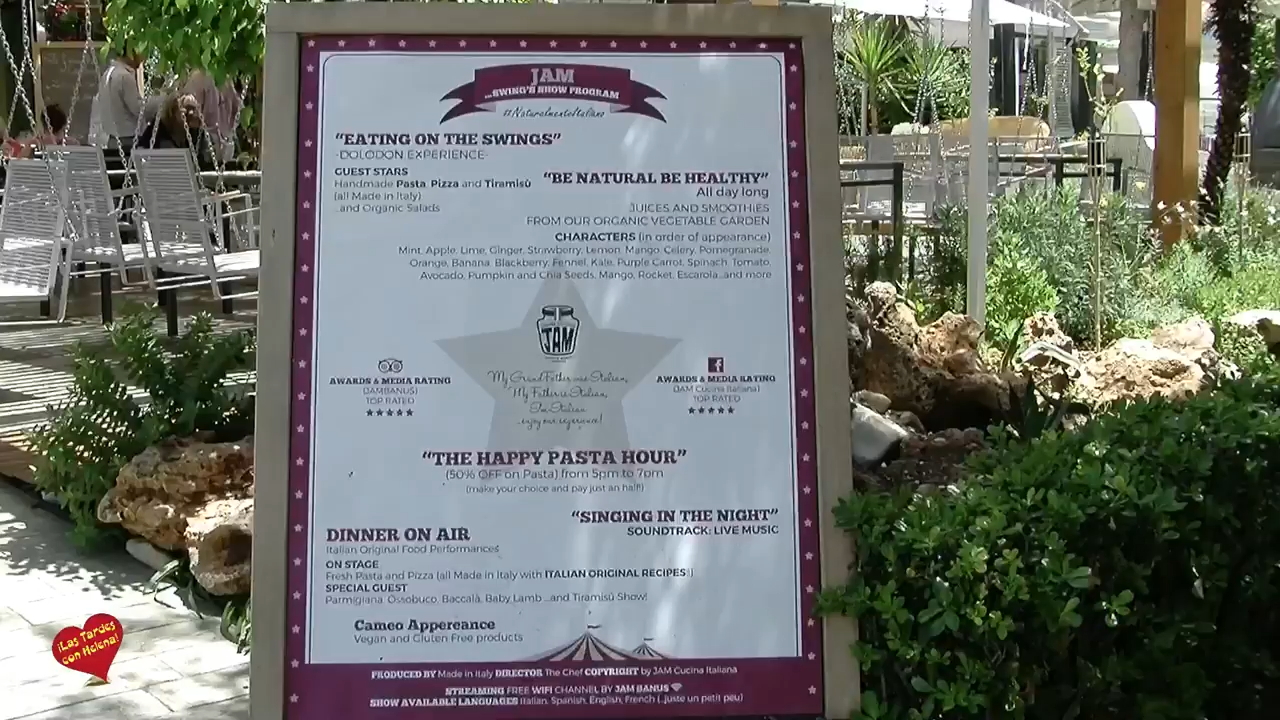 JAM
...SWING'S SHOW PROGRAM
#NaturalmenteItaliano
“EATING ON THE SWINGS”
-DOLODON EXPERIENCE-
GUEST STARS
Handmade Pasta, Pizza and Tiramisù
(all Made in Italy)
...and Organic Salads
“BE NATURAL BE HEALTHY”
All day long
JUICES AND SMOOTHIES
FROM OUR ORGANIC VEGETABLE GARDEN
CHARACTERS (in order of appearance)
Mint, Apple, Lime, Ginger, Strawberry, Lemon, Mango, Celery, Pomegranade,
Orange, Banana, Blackberry, Fennel, Kale, Purple Carrot, Spinach, Tomato,
Avocado, Pumpkin and Chia Seeds, Mango, Rocket, Escarola...and more
JAM
AWARDS & MEDIA RATING
(JAMBANUS)
TOP RATED
★★★★★
My GrandFather was Italian,
My Father is Italian,
I'm Italian
...enjoy our experience!
f
AWARDS & MEDIA RATING
(JAM Cucina Italiana)
TOP RATED
★★★★★
“THE HAPPY PASTA HOUR”
(50% OFF on Pasta) from 5pm to 7pm
(make your choice and pay just an half!)
“SINGING IN THE NIGHT”
SOUNDTRACK: LIVE MUSIC
DINNER ON AIR
Italian Original Food Performances
ON STAGE
Fresh Pasta and Pizza (all Made in Italy with ITALIAN ORIGINAL RECIPES!)
SPECIAL GUEST
Parmigiana, Ossobuco, Baccalà, Baby Lamb ...and Tiramisù Show!
Cameo Appereance
Vegan and Gluten Free products
PRODUCED BY Made in Italy DIRECTOR The Chef COPYRIGHT by JAM Cucina Italiana
STREAMING FREE WIFI CHANNEL BY JAM BANUS
SHOW AVAILABLE LANGUAGES Italian, Spanish, English, French (...juste un petit peu)
¡Las Tardes
con Helena!